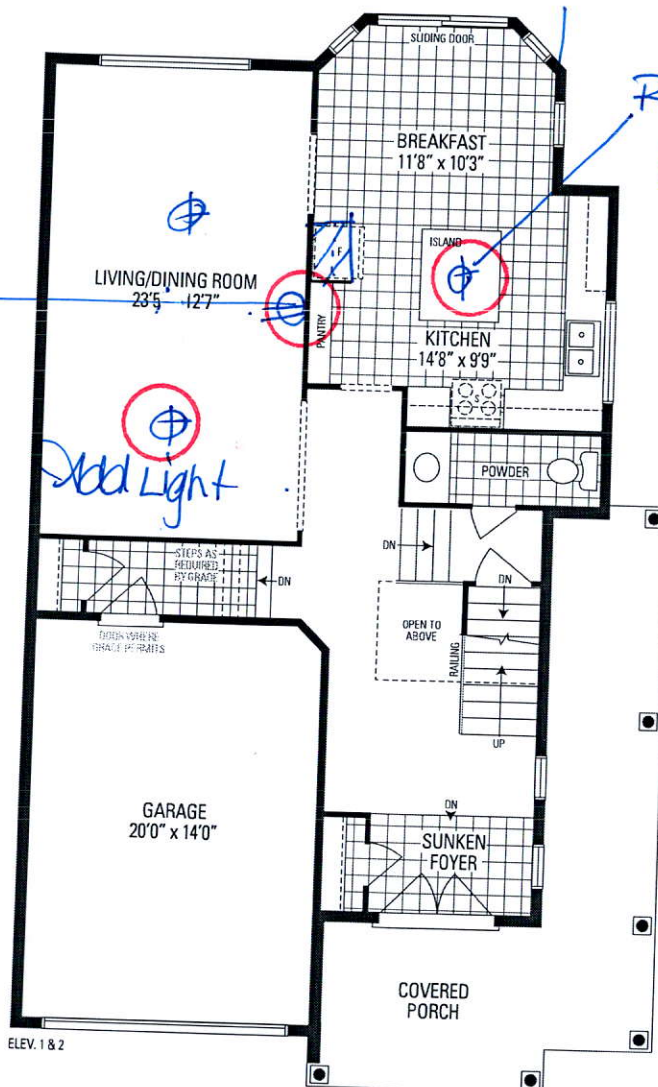 SLIDING DOOR
R
BREAKFAST
11'8" x 10'3"
F
ISLAND
LIVING/DINING ROOM
23'5 12'7"
PANTRY
KITCHEN
14'8" x 9'9"
S
Add Light
POWDER
STEPS AS
REQUIRED
BY GRADE
DN
DN
DN
DOOR WHERE
GRADE PERMITS
OPEN TO
ABOVE
RAILING
UP
GARAGE
20'0" x 14'0"
DN
SUNKEN
FOYER
COVERED
PORCH
ELEV. 1 & 2